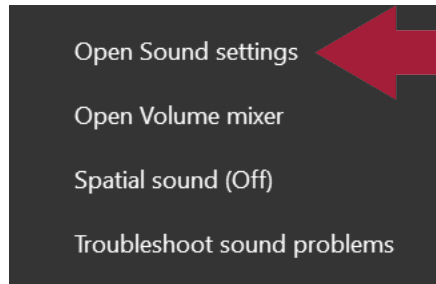 Open Sound settings
Open Volume mixer
Spatial sound (Off)
Troubleshoot sound problems